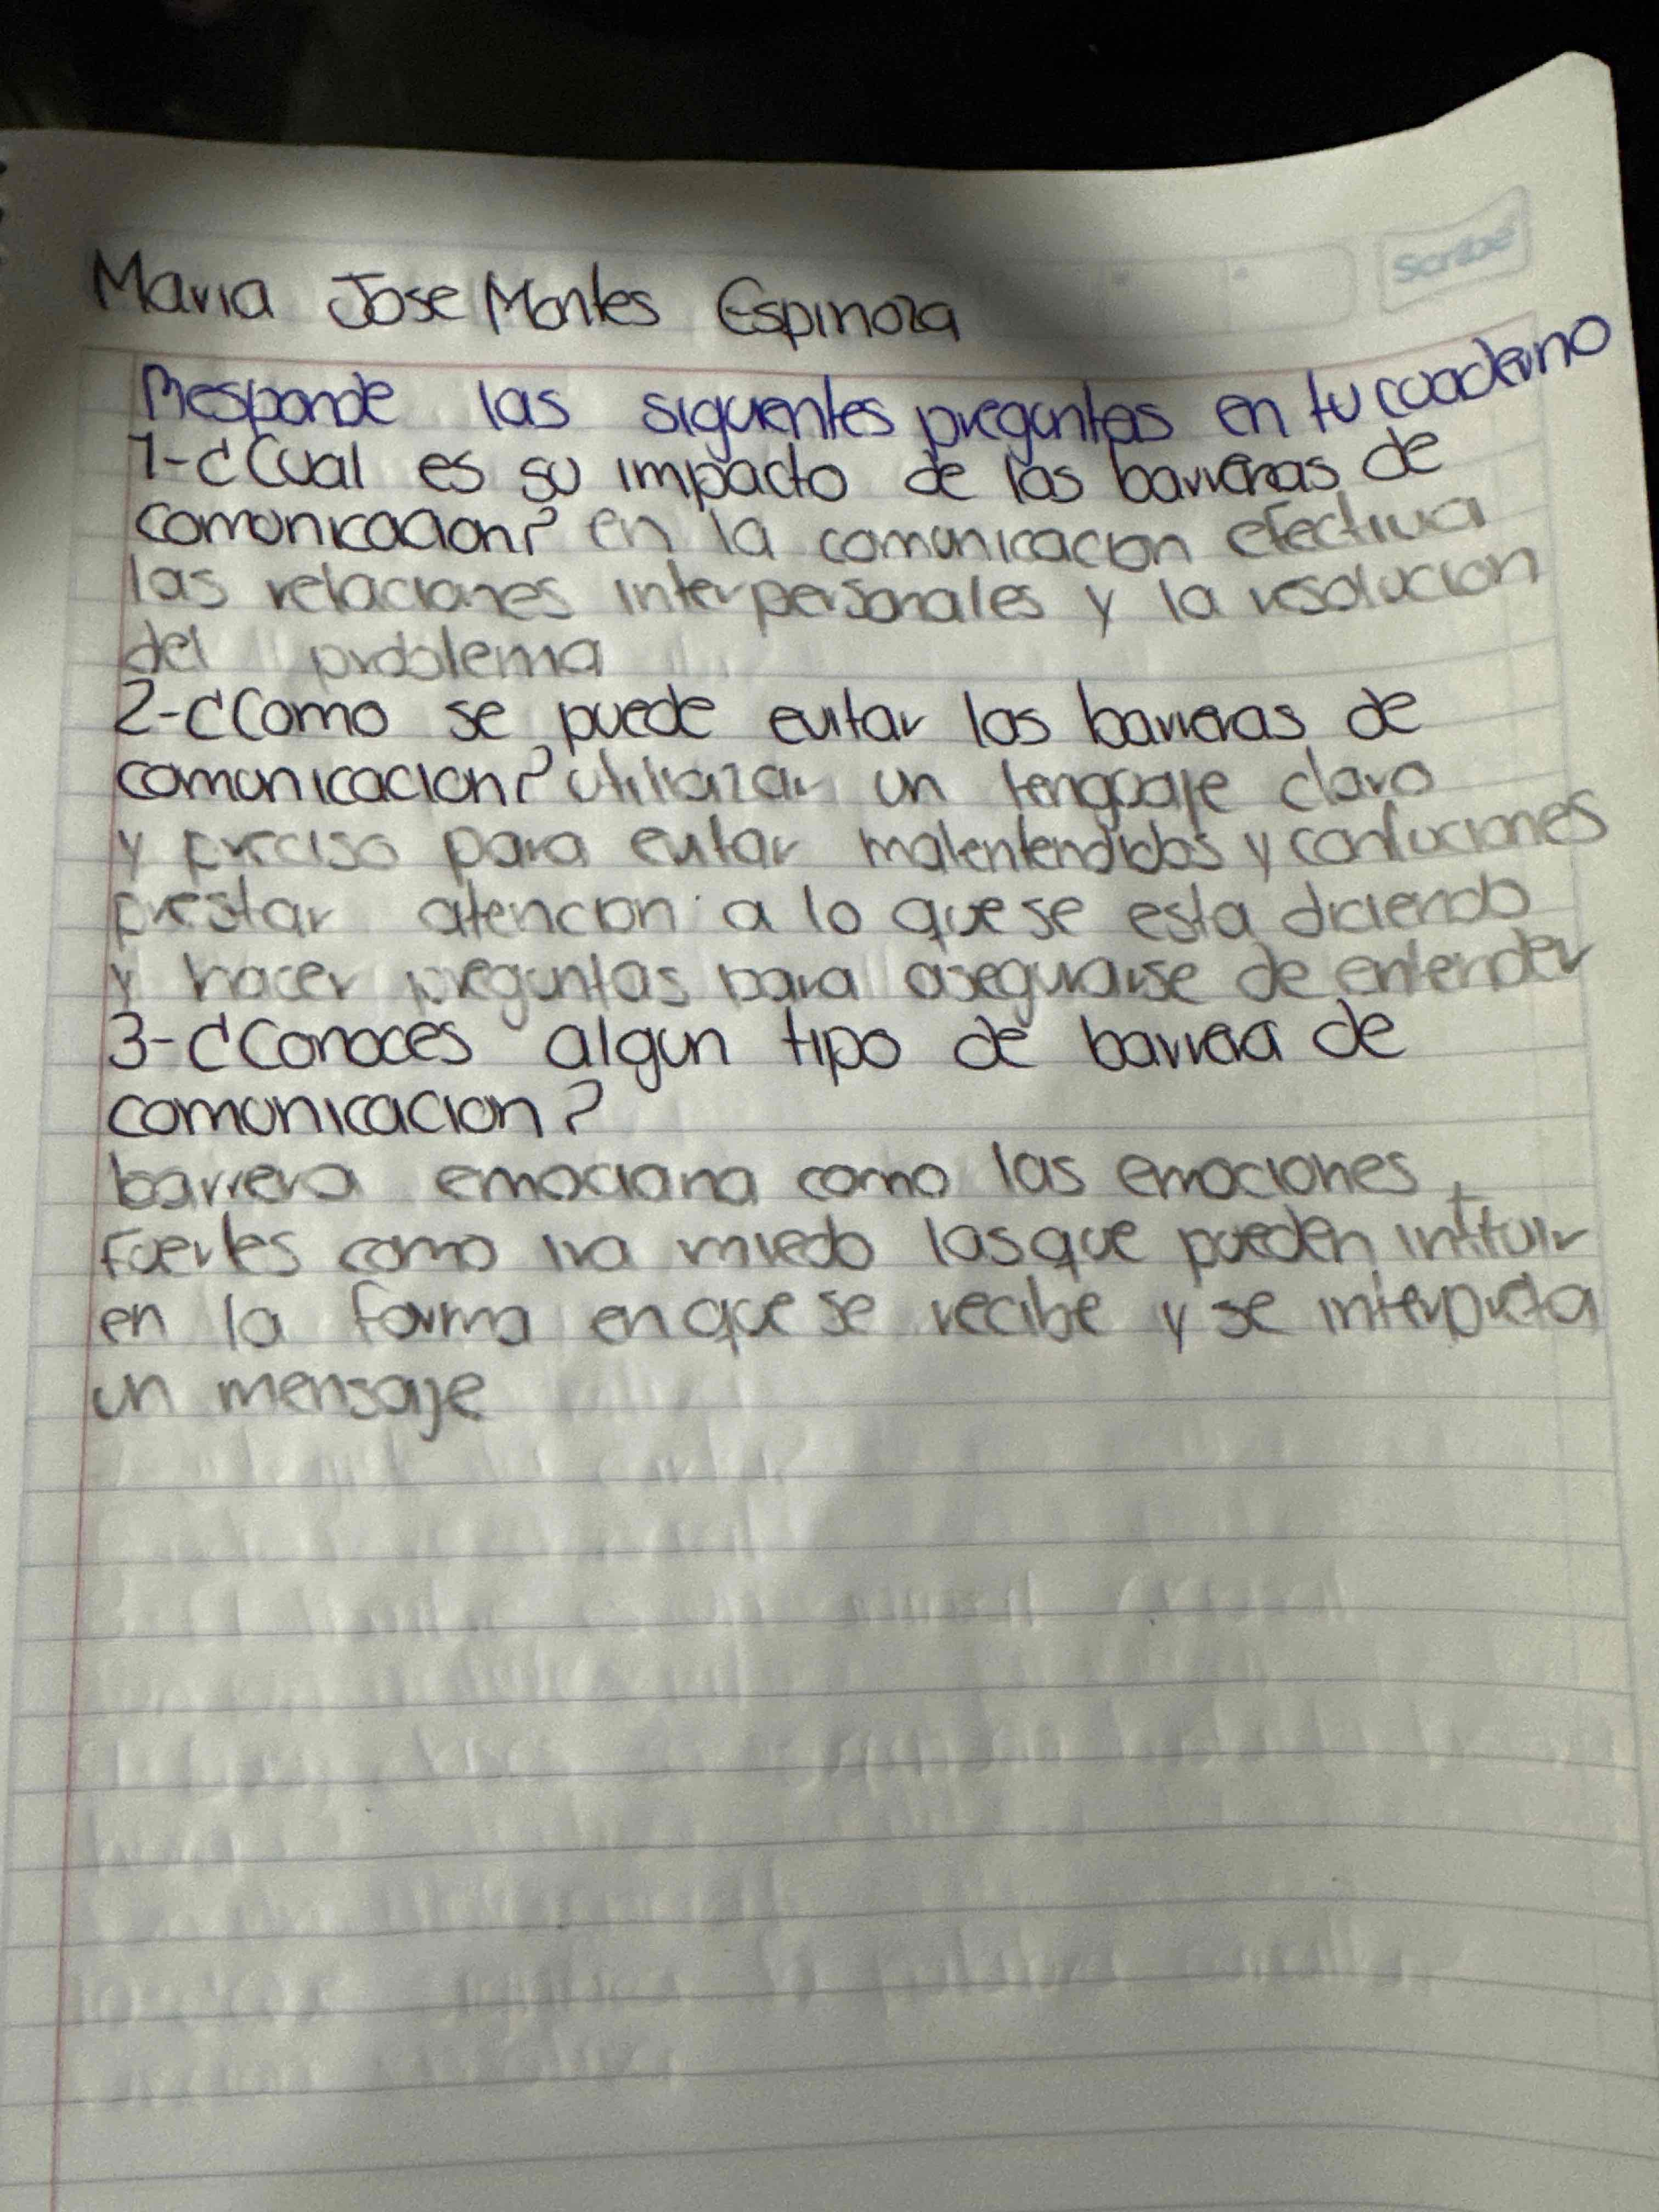 Scribe
Maria Jose Montes Espinoza
Responde las siguientes preguntas en tu cuaderno
1-¿Cual es su impacto de las barreras de
comunicacion? en la comunicacion efectiva
las relaciones interpersonales y la resolucion
del problema
2-¿Como se puede evitar las barreras de
comunicacion? utilizar un lenguaje claro
y preciso para evitar malentendidos y confuciones
prestar atencion a lo que se esta diciendo
y hacer preguntas para asegurarse de entender
3-¿Conoces algun tipo de barrera de
comunicacion?
barrera emociona como las emociones
Fuertes como ira miedo las que pueden
en la forma en que se recibe y se interpreta
un mensaje